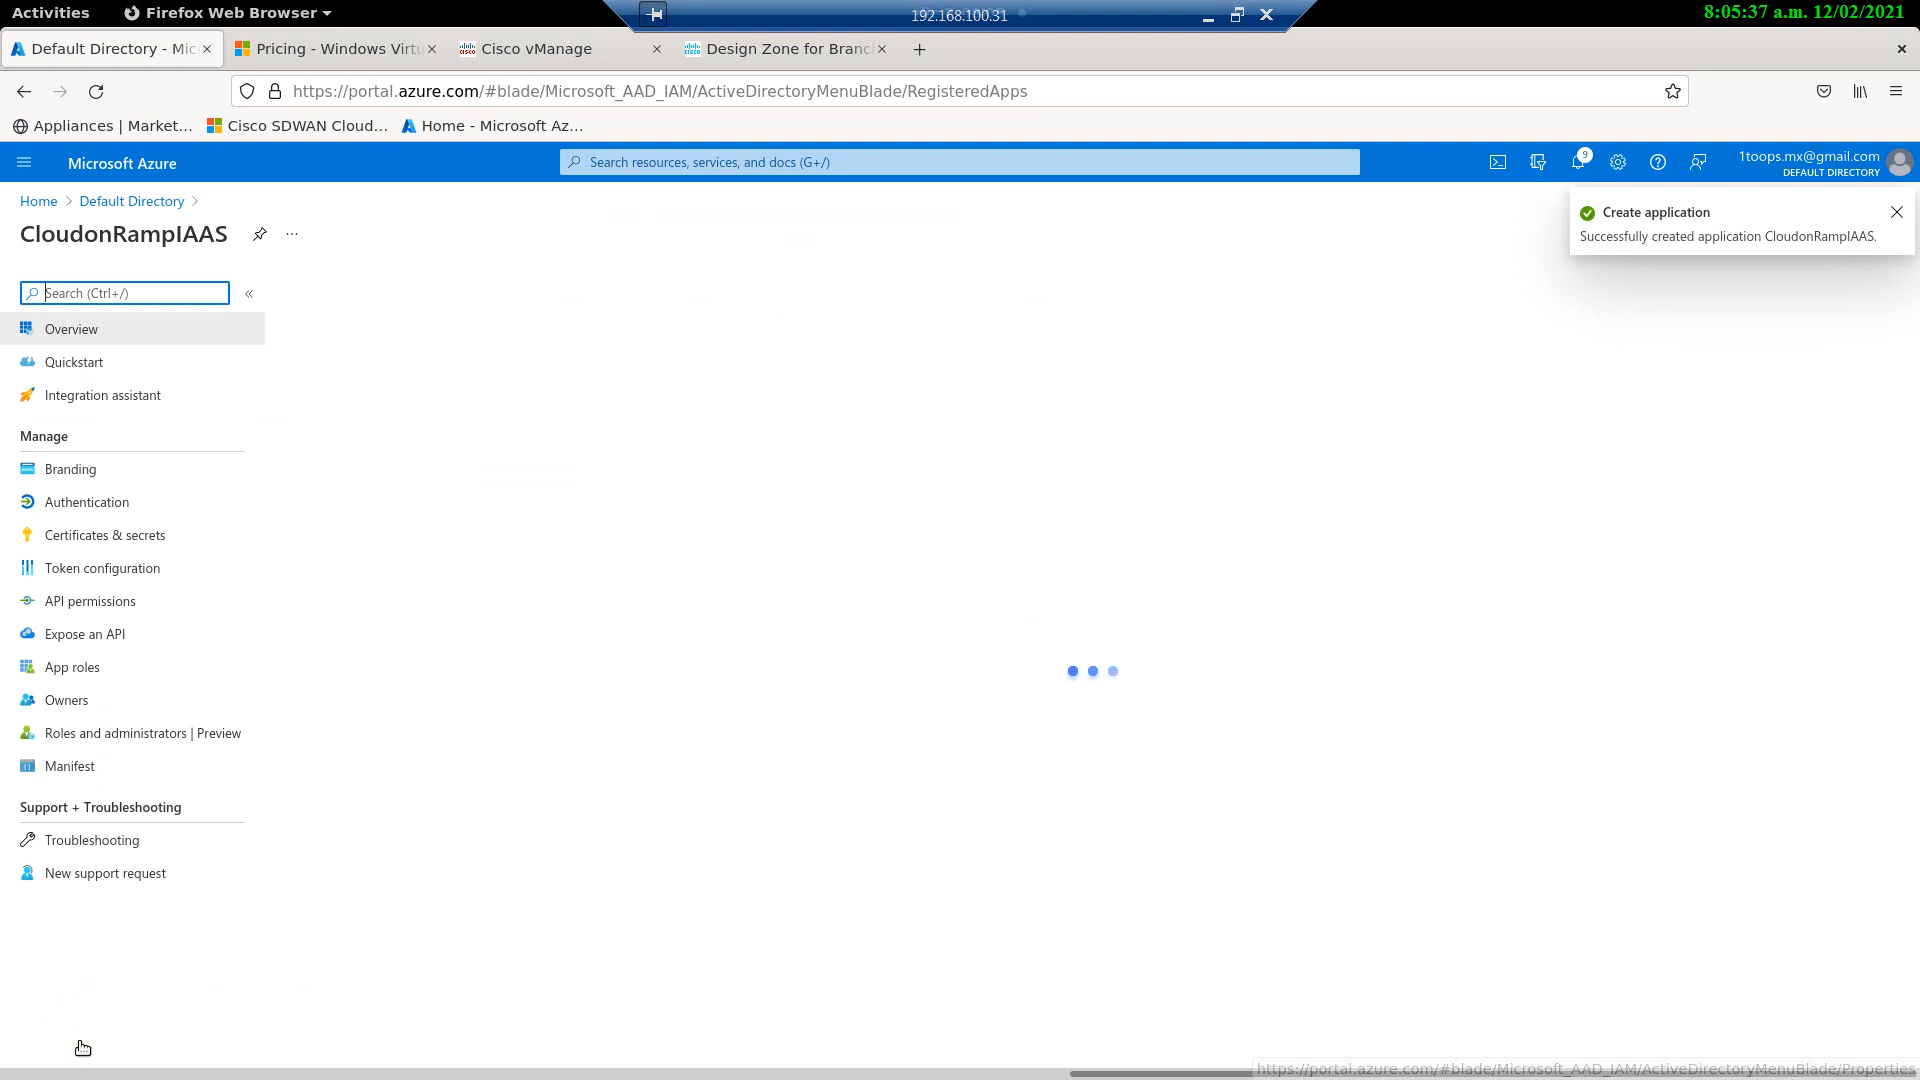 Activities
Firefox Web Browser
192.168.100.31
8:05:37 a.m. 12/02/2021
Default Directory - Mic
Pricing - Windows Virtu
Cisco vManage
Design Zone for Branc
https://portal.azure.com/#blade/Microsoft_AAD_IAM/ActiveDirectoryMenuBlade/RegisteredApps
Appliances | Market...
Cisco SDWAN Cloud...
Home - Microsoft Az...
Microsoft Azure
Search resources, services, and docs (G+/)
9
1toops.mx@gmail.com
DEFAULT DIRECTORY
Home > Default Directory >
CloudonRampIAAS
...
Create application
Successfully created application CloudonRampIAAS.
Search (Ctrl+/)
«
Overview
Quickstart
Integration assistant
Manage
Branding
Authentication
Certificates & secrets
Token configuration
API permissions
Expose an API
App roles
Owners
Roles and administrators | Preview
Manifest
Support + Troubleshooting
Troubleshooting
New support request
https://portal.azure.com/#blade/Microsoft_AAD_IAM/ActiveDirectoryMenuBlade/Properties